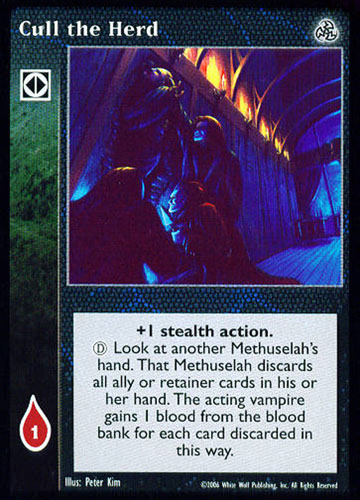 Cull the Herd
+1 stealth action.
Ⓓ Look at another Methuselah's
hand. That Methuselah discards
all ally or retainer cards in his or
her hand. The acting vampire
gains 1 blood from the blood
bank for each card discarded in
this way.
1
Illus: Peter Kim
©2006 White Wolf Publishing, Inc. All Rights Reserved